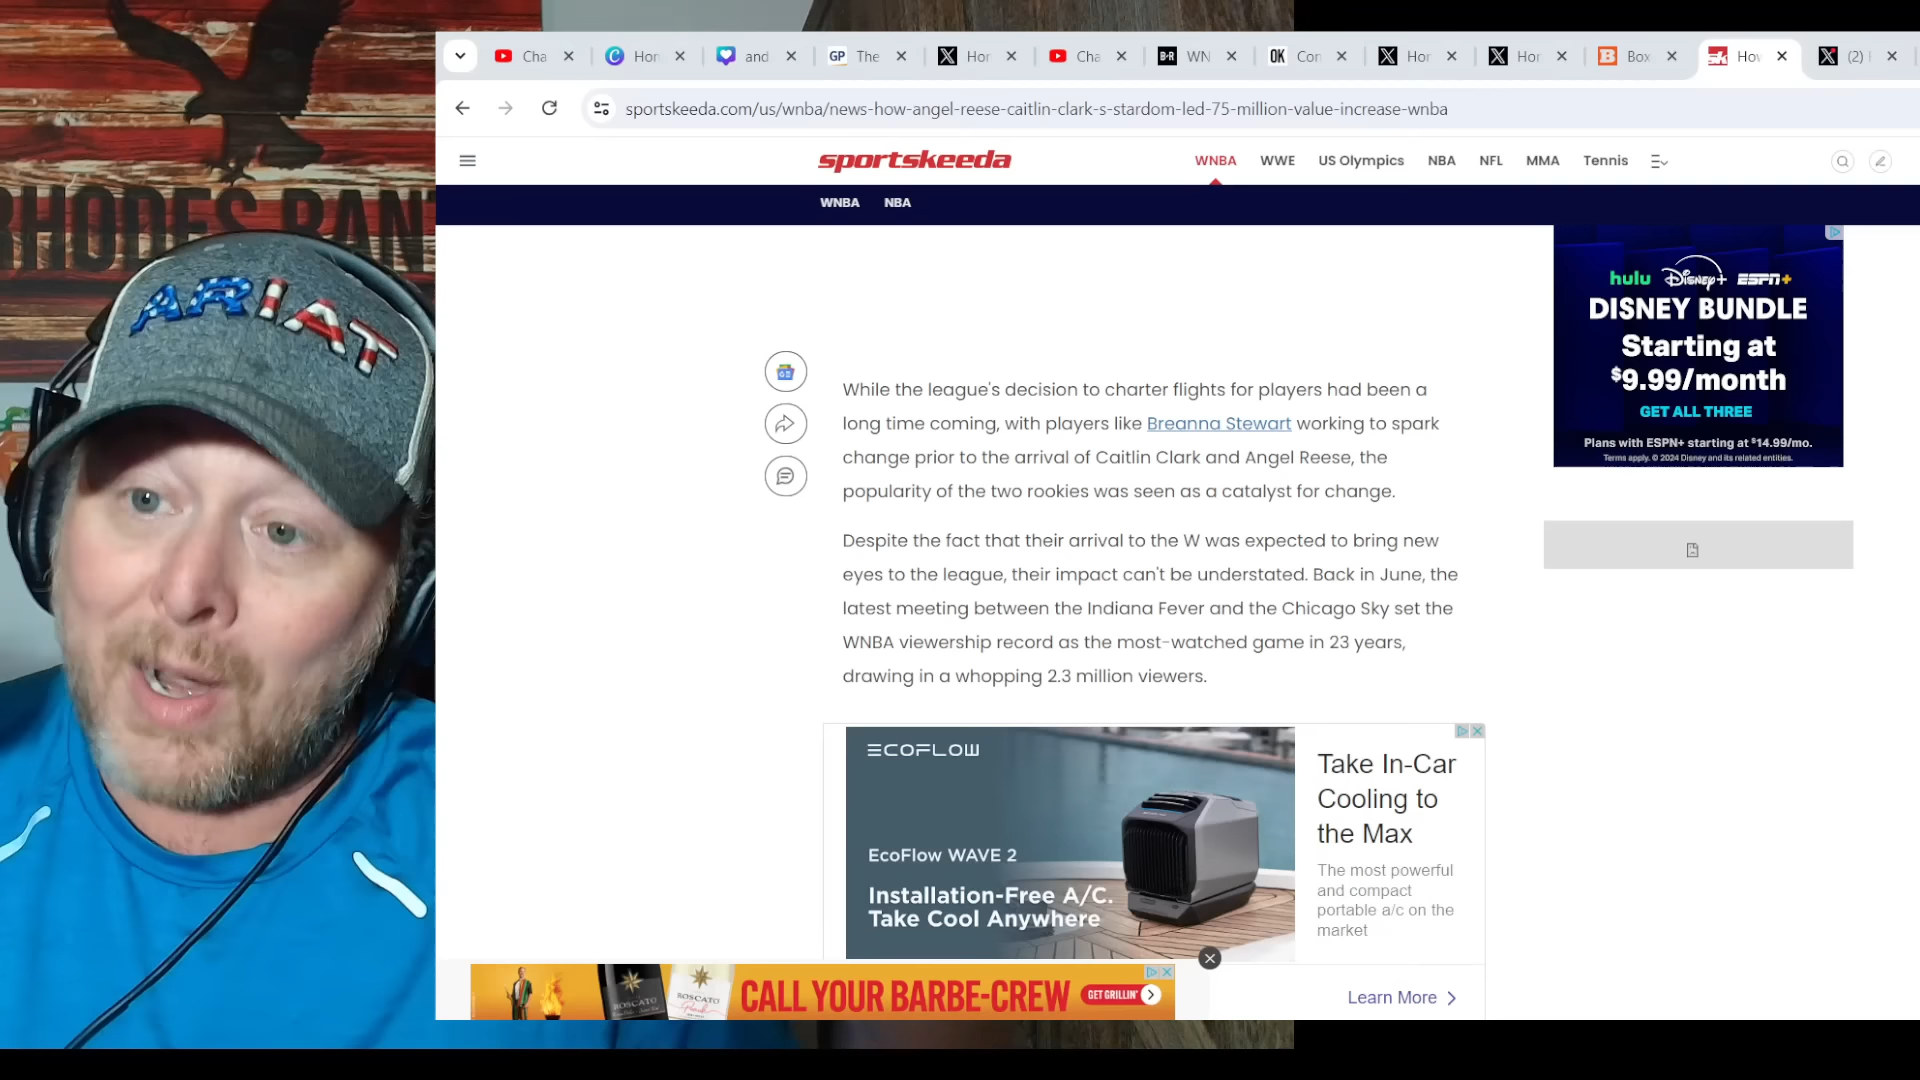 RHODES RAN
ARIAT
Cha
Hor
and
GP The
Hor
Cha
B/R WN
OK Con
Hor
Hor
Box
sk Hov
(2)
sportskeeda.com/us/wnba/news-how-angel-reese-caitlin-clark-s-stardom-led-75-million-value-increase-wnba
sportskeeda
WNBA WWE US Olympics NBA NFL MMA Tennis
WNBA NBA
hulu Disney+ ESPN+
DISNEY BUNDLE
Starting at
$9.99/month
GET ALL THREE
Plans with ESPN+ starting at $14.99/mo.
Terms apply. © 2024 Disney and its related entities.
While the league's decision to charter flights for players had been a
long time coming, with players like Breanna Stewart working to spark
change prior to the arrival of Caitlin Clark and Angel Reese, the
popularity of the two rookies was seen as a catalyst for change.
Despite the fact that their arrival to the W was expected to bring new
eyes to the league, their impact can't be understated. Back in June, the
latest meeting between the Indiana Fever and the Chicago Sky set the
WNBA viewership record as the most-watched game in 23 years,
drawing in a whopping 2.3 million viewers.
ECOFLOW
EcoFlow WAVE 2
Installation-Free A/C.
Take Cool Anywhere
Take In-Car
Cooling to
the Max
The most powerful
and compact
portable a/c on the
market
Learn More
ROSCATO
ROSCATO
CALL YOUR BARBE-CREW
GET GRILLIN'